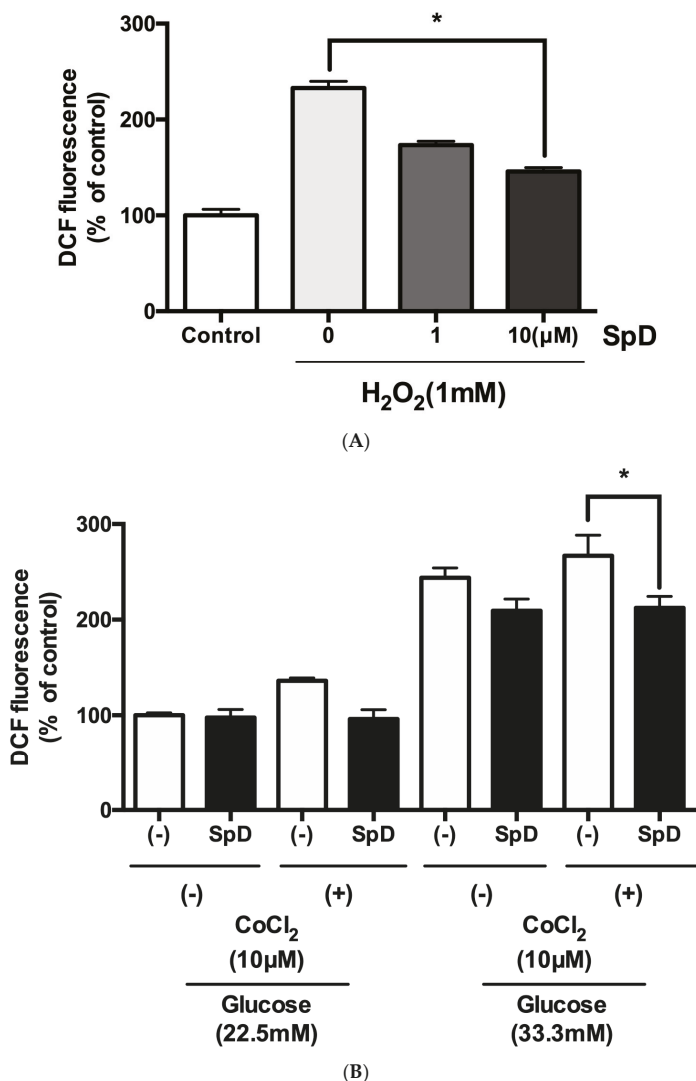 *
300
200
100
0
DCF fluorescence
(% of control)
Control 0 1 10(μM) SpD
H₂O₂(1mM)
(A)
*
300
200
100
0
DCF fluorescence
(% of control)
(-) SpD (-) SpD (-) SpD (-) SpD
(-) (+) (-) (+)
CoCl₂ CoCl₂
(10μM) (10μM)
Glucose Glucose
(22.5mM) (33.3mM)
(B)